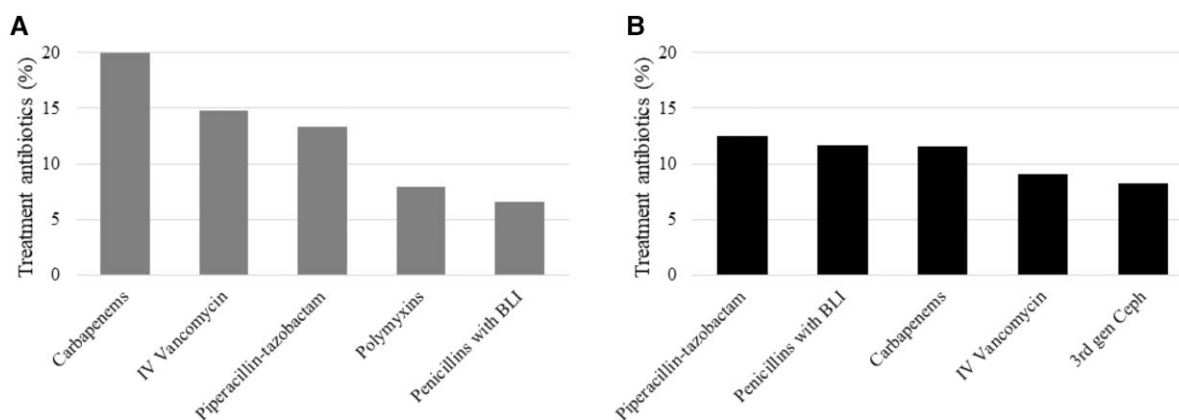 A
Treatment antibiotics (%)
20
15
10
5
0
Carbapenems
IV Vancomycin
Piperacillin-tazobactam
Polymyxins
Penicillins with BLI
B
Treatment antibiotics (%)
20
15
10
5
0
Piperacillin-tazobactam
Penicillins with BLI
Carbapenems
IV Vancomycin
3rd gen Ceph